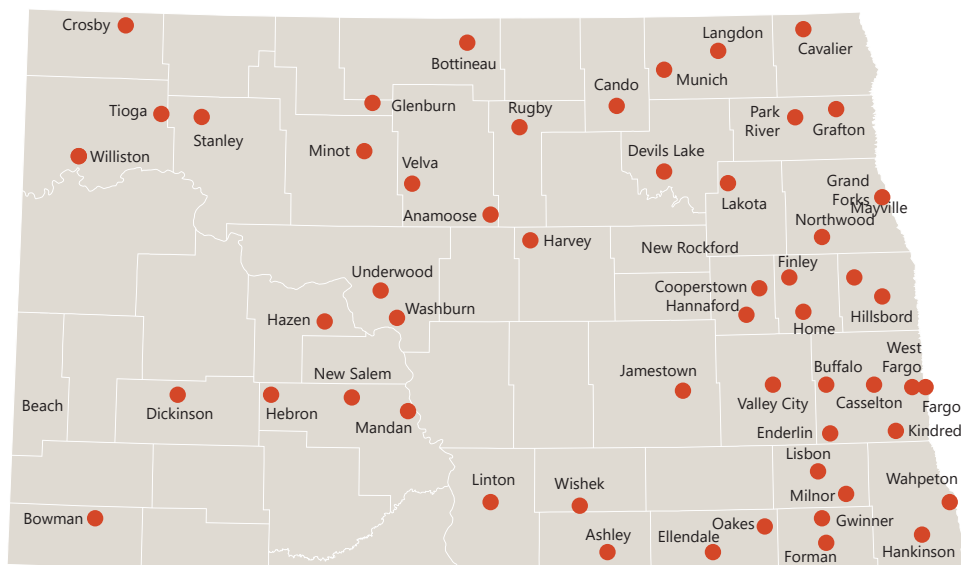 Crosby
Langdon
Cavalier
Bottineau
Munich
Cando
Glenburn
Rugby
Tioga
Stanley
Park
River
Grafton
Minot
Williston
Velva
Devils Lake
Lakota
Grand
Forks
Mayville
Anamoose
Northwood
Harvey
New Rockford
Finley
Underwood
Cooperstown
Hannaford
Hillsbord
Washburn
Hazen
Home
New Salem
Jamestown
Buffalo
West
Fargo
Beach
Dickinson
Hebron
Mandan
Valley City
Casselton
Fargo
Enderlin
Kindred
Lisbon
Linton
Wishek
Milnor
Wahpeton
Bowman
Oakes
Gwinner
Ashley
Ellendale
Forman
Hankinson